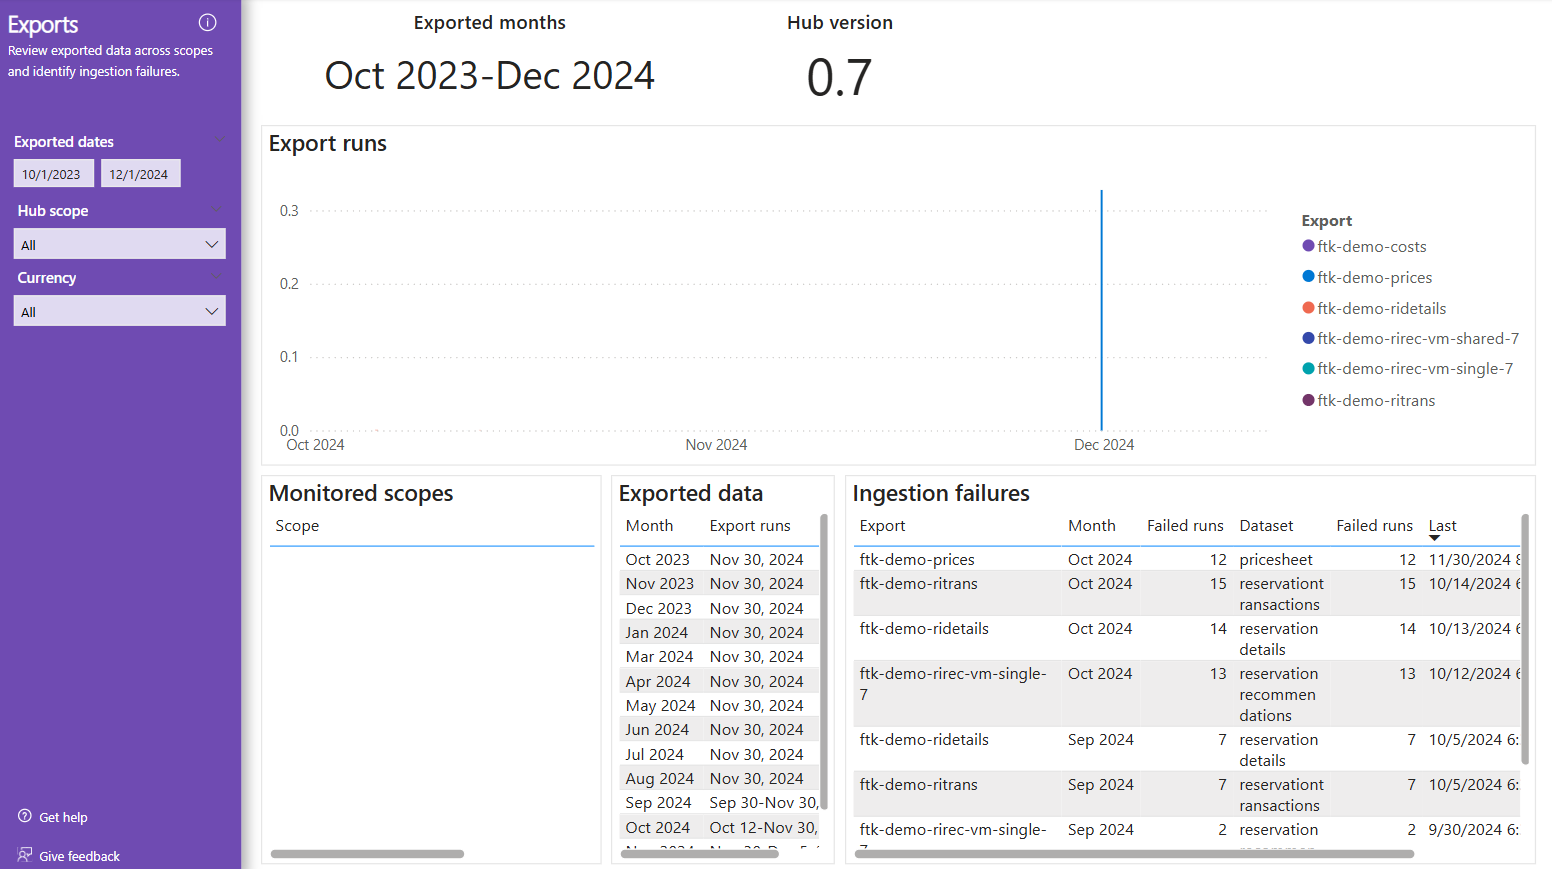 Exports
Review exported data across scopes
and identify ingestion failures.
Exported dates
10/1/2023 12/1/2024
Hub scope
All
Currency
All
Get help
Give feedback
Exported months
Oct 2023-Dec 2024
Hub version
0.7
Export runs
0.3
0.2
0.1
0.0
Oct 2024 Nov 2024 Dec 2024
Export
ftk-demo-costs
ftk-demo-prices
ftk-demo-ridetails
ftk-demo-rirec-vm-shared-7
ftk-demo-rirec-vm-single-7
ftk-demo-ritrans
Monitored scopes
Scope
Exported data
Month Export runs
Oct 2023 Nov 30, 2024
Nov 2023 Nov 30, 2024
Dec 2023 Nov 30, 2024
Jan 2024 Nov 30, 2024
Mar 2024 Nov 30, 2024
Apr 2024 Nov 30, 2024
May 2024 Nov 30, 2024
Jun 2024 Nov 30, 2024
Jul 2024 Nov 30, 2024
Aug 2024 Nov 30, 2024
Sep 2024 Sep 30-Nov 30,
Oct 2024 Oct 12-Nov 30,
Ingestion failures
Export Month Failed runs Dataset Failed runs Last
ftk-demo-prices Oct 2024 12 pricesheet 12 11/30/2024
ftk-demo-ritrans Oct 2024 15 reservationt 15 10/14/2024
ransactions
ftk-demo-ridetails Oct 2024 14 reservation 14 10/13/2024
details
ftk-demo-rirec-vm-single- Oct 2024 13 reservation 13 10/12/2024
7 recommen
dations
ftk-demo-ridetails Sep 2024 7 reservation 7 10/5/2024 6:
details
ftk-demo-ritrans Sep 2024 7 reservationt 7 10/5/2024 6:
ransactions
ftk-demo-rirec-vm-single- Sep 2024 2 reservation 2 9/30/2024 6: